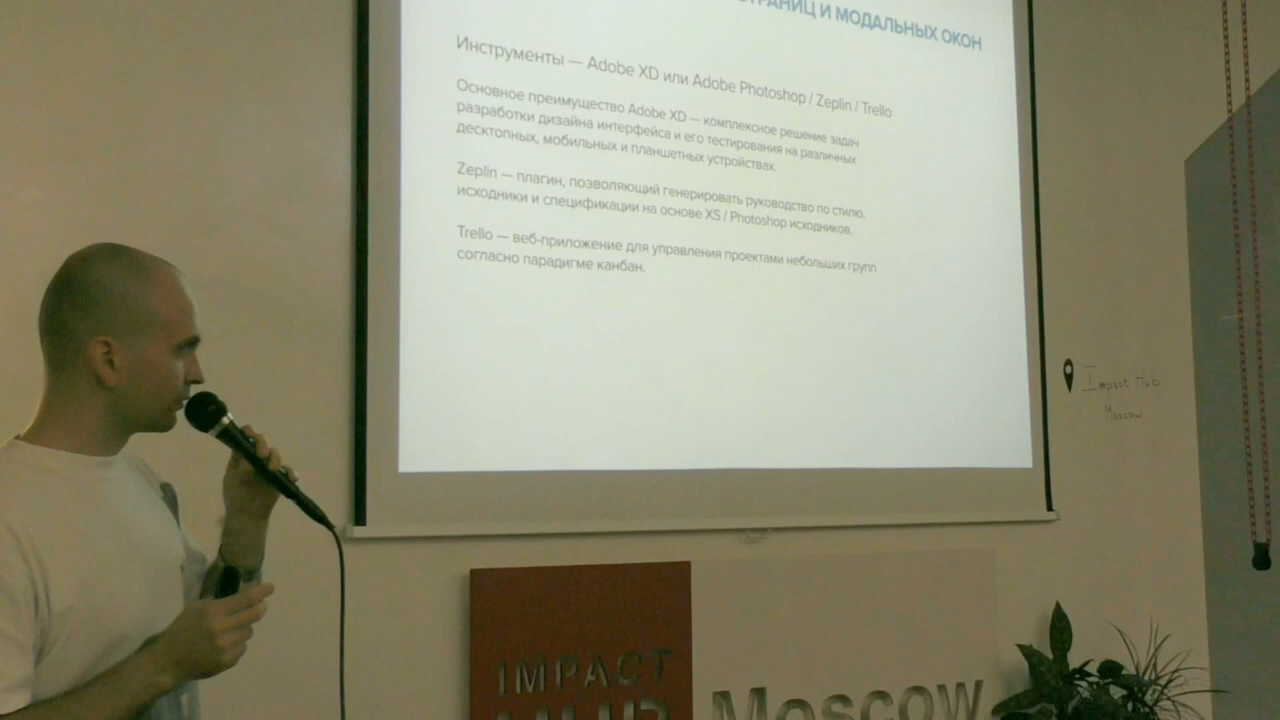 СТРАНИЦ И МОДАЛЬНЫХ ОКОН
Инструменты — Adobe XD или Adobe Photoshop / Zeplin / Trello
Основное преимущество Adobe XD — комплексное решение задач
разработки дизайна интерфейса и его тестирования на различных
десктопных, мобильных и планшетных устройствах.
Zeplin — плагин, позволяющий генерировать руководство по стилю,
исходники и спецификации на основе XS / Photoshop исходников.
Trello — веб-приложение для управления проектами небольших групп
согласно парадигме канбан.
Impact Hub
Moscow
IMPACT
HUB
Moscow